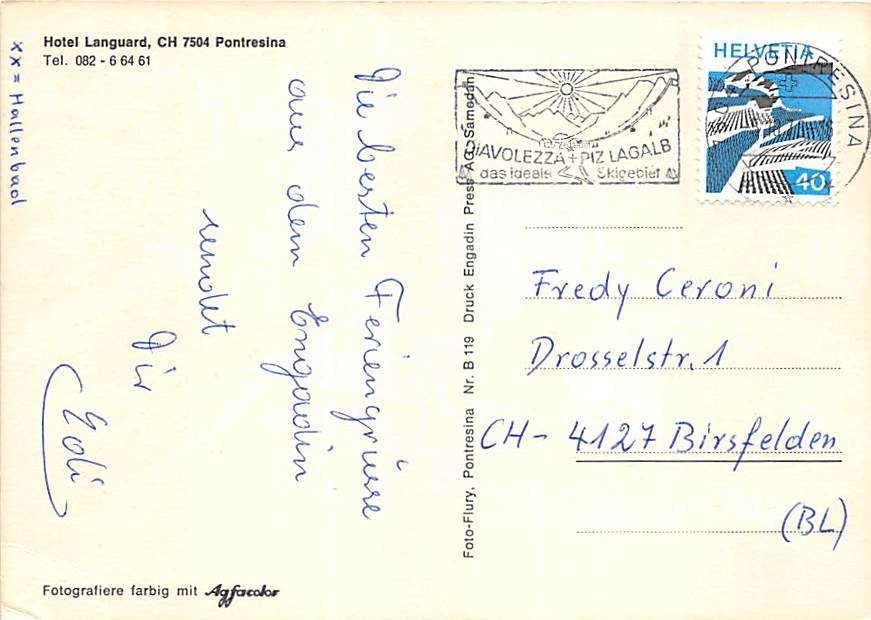 Hotel Languard, CH 7504 Pontresina
Tel. 082 - 6 64 61
xx = Hallenbad
Die besten Feriengrüsse
aus dem Engadin
sendet
Dir
Edi
Fotografiere farbig mit Agfacolor
Foto-Flury, Pontresina Nr. B 119 Druck Engadin Press AG, Samedan
DIAVOLEZZA + PIZ LAGALB
das ideale Skigebiet
HELVETIA
40
PONTRESINA
Fredy Ceroni
Drosselstr. 1
CH - 4127 Birsfelden
(BL)